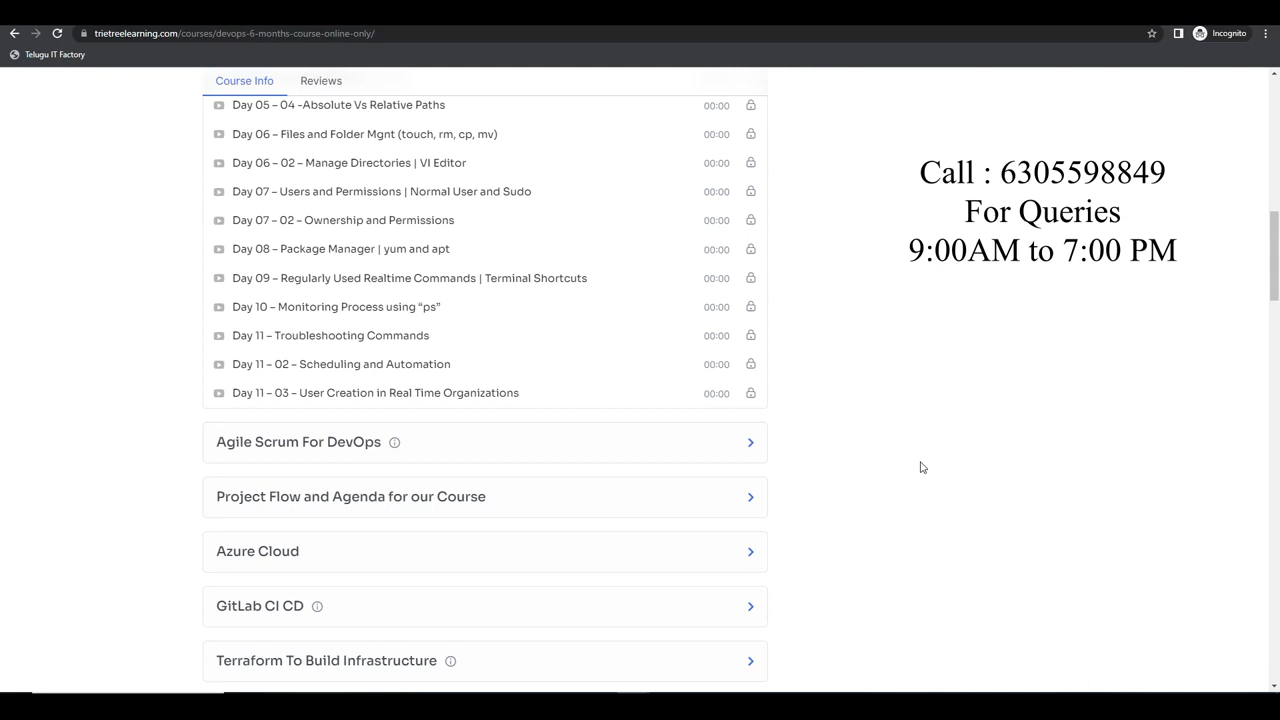 trietreelearning.com/courses/devops-6-months-course-online-only/
Incognito
Telugu IT Factory
Course Info
Reviews
Day 05 – 04 -Absolute Vs Relative Paths 00:00
Day 06 – Files and Folder Mgnt (touch, rm, cp, mv) 00:00
Day 06 – 02 – Manage Directories | VI Editor 00:00
Day 07 – Users and Permissions | Normal User and Sudo 00:00
Day 07 – 02 – Ownership and Permissions 00:00
Day 08 – Package Manager | yum and apt 00:00
Day 09 – Regularly Used Realtime Commands | Terminal Shortcuts 00:00
Day 10 – Monitoring Process using “ps” 00:00
Day 11 – Troubleshooting Commands 00:00
Day 11 – 02 – Scheduling and Automation 00:00
Day 11 – 03 – User Creation in Real Time Organizations 00:00
Agile Scrum For DevOps
Project Flow and Agenda for our Course
Azure Cloud
GitLab CI CD
Terraform To Build Infrastructure
Call : 6305598849
For Queries
9:00AM to 7:00 PM